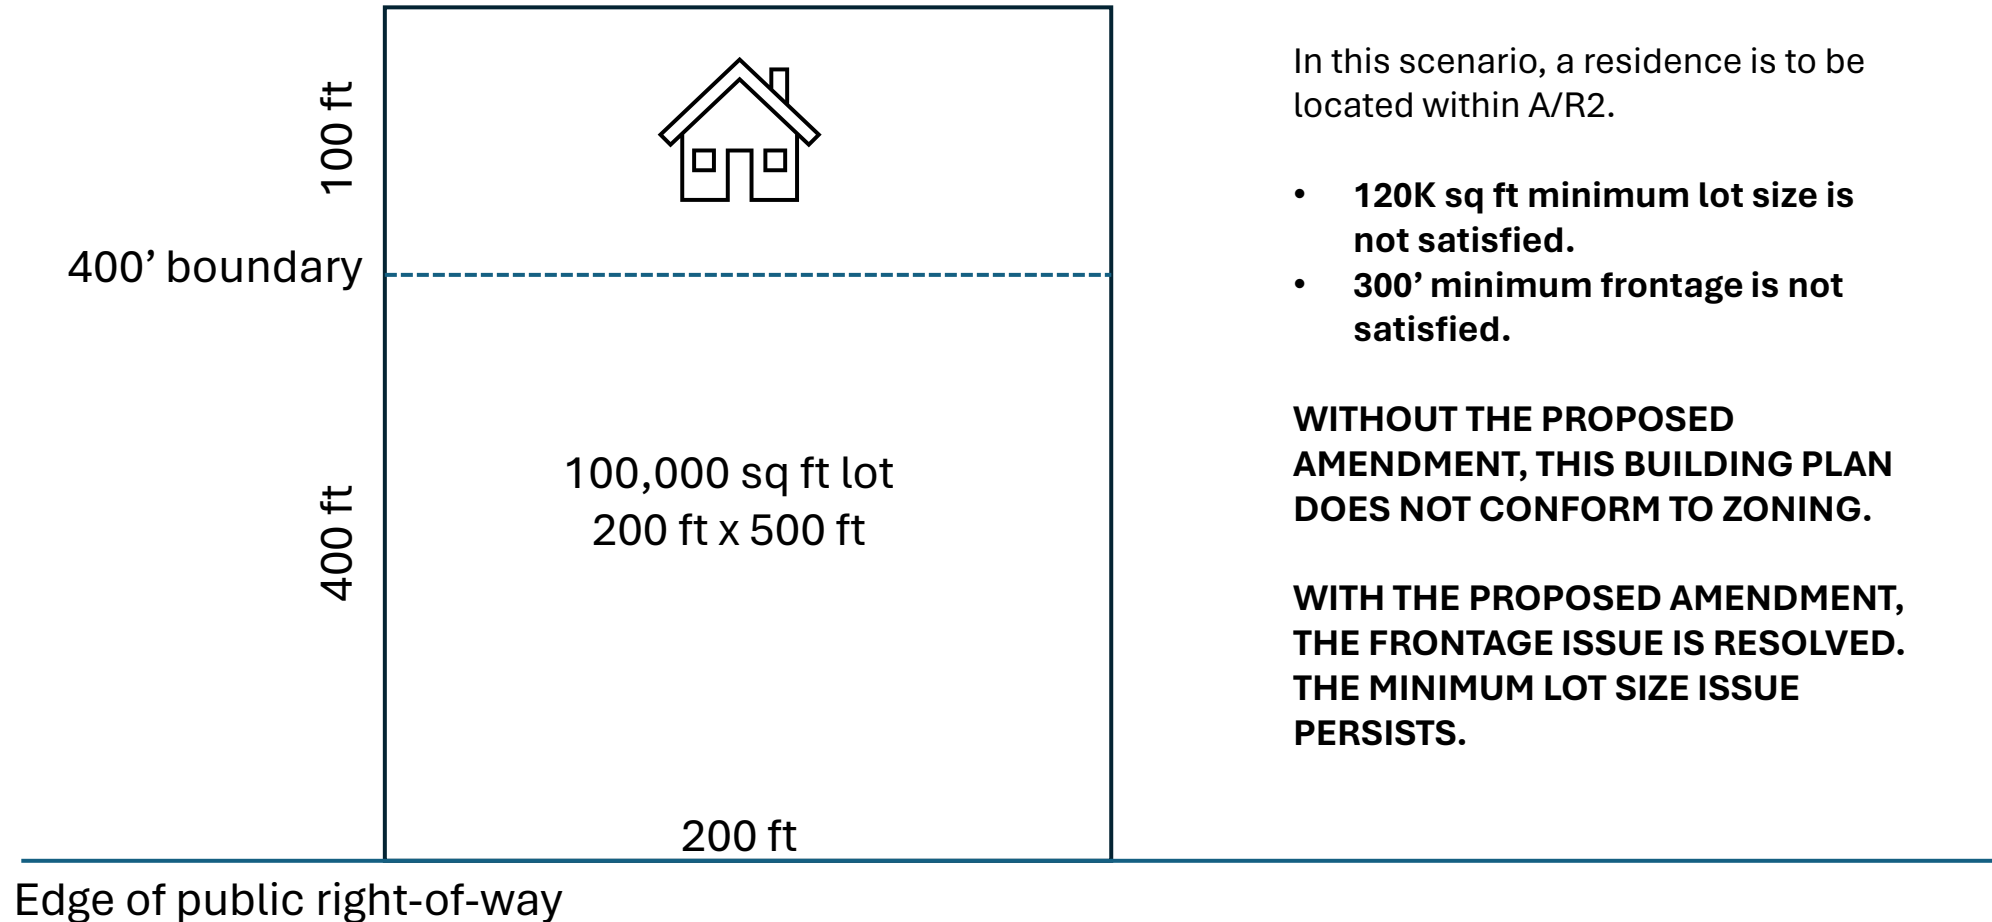 100 ft
400’ boundary
400 ft
100,000 sq ft lot
200 ft x 500 ft
200 ft
Edge of public right-of-way
In this scenario, a residence is to be
located within A/R2.
• 120K sq ft minimum lot size is
not satisfied.
• 300’ minimum frontage is not
satisfied.
WITHOUT THE PROPOSED
AMENDMENT, THIS BUILDING PLAN
DOES NOT CONFORM TO ZONING.
WITH THE PROPOSED AMENDMENT,
THE FRONTAGE ISSUE IS RESOLVED.
THE MINIMUM LOT SIZE ISSUE
PERSISTS.